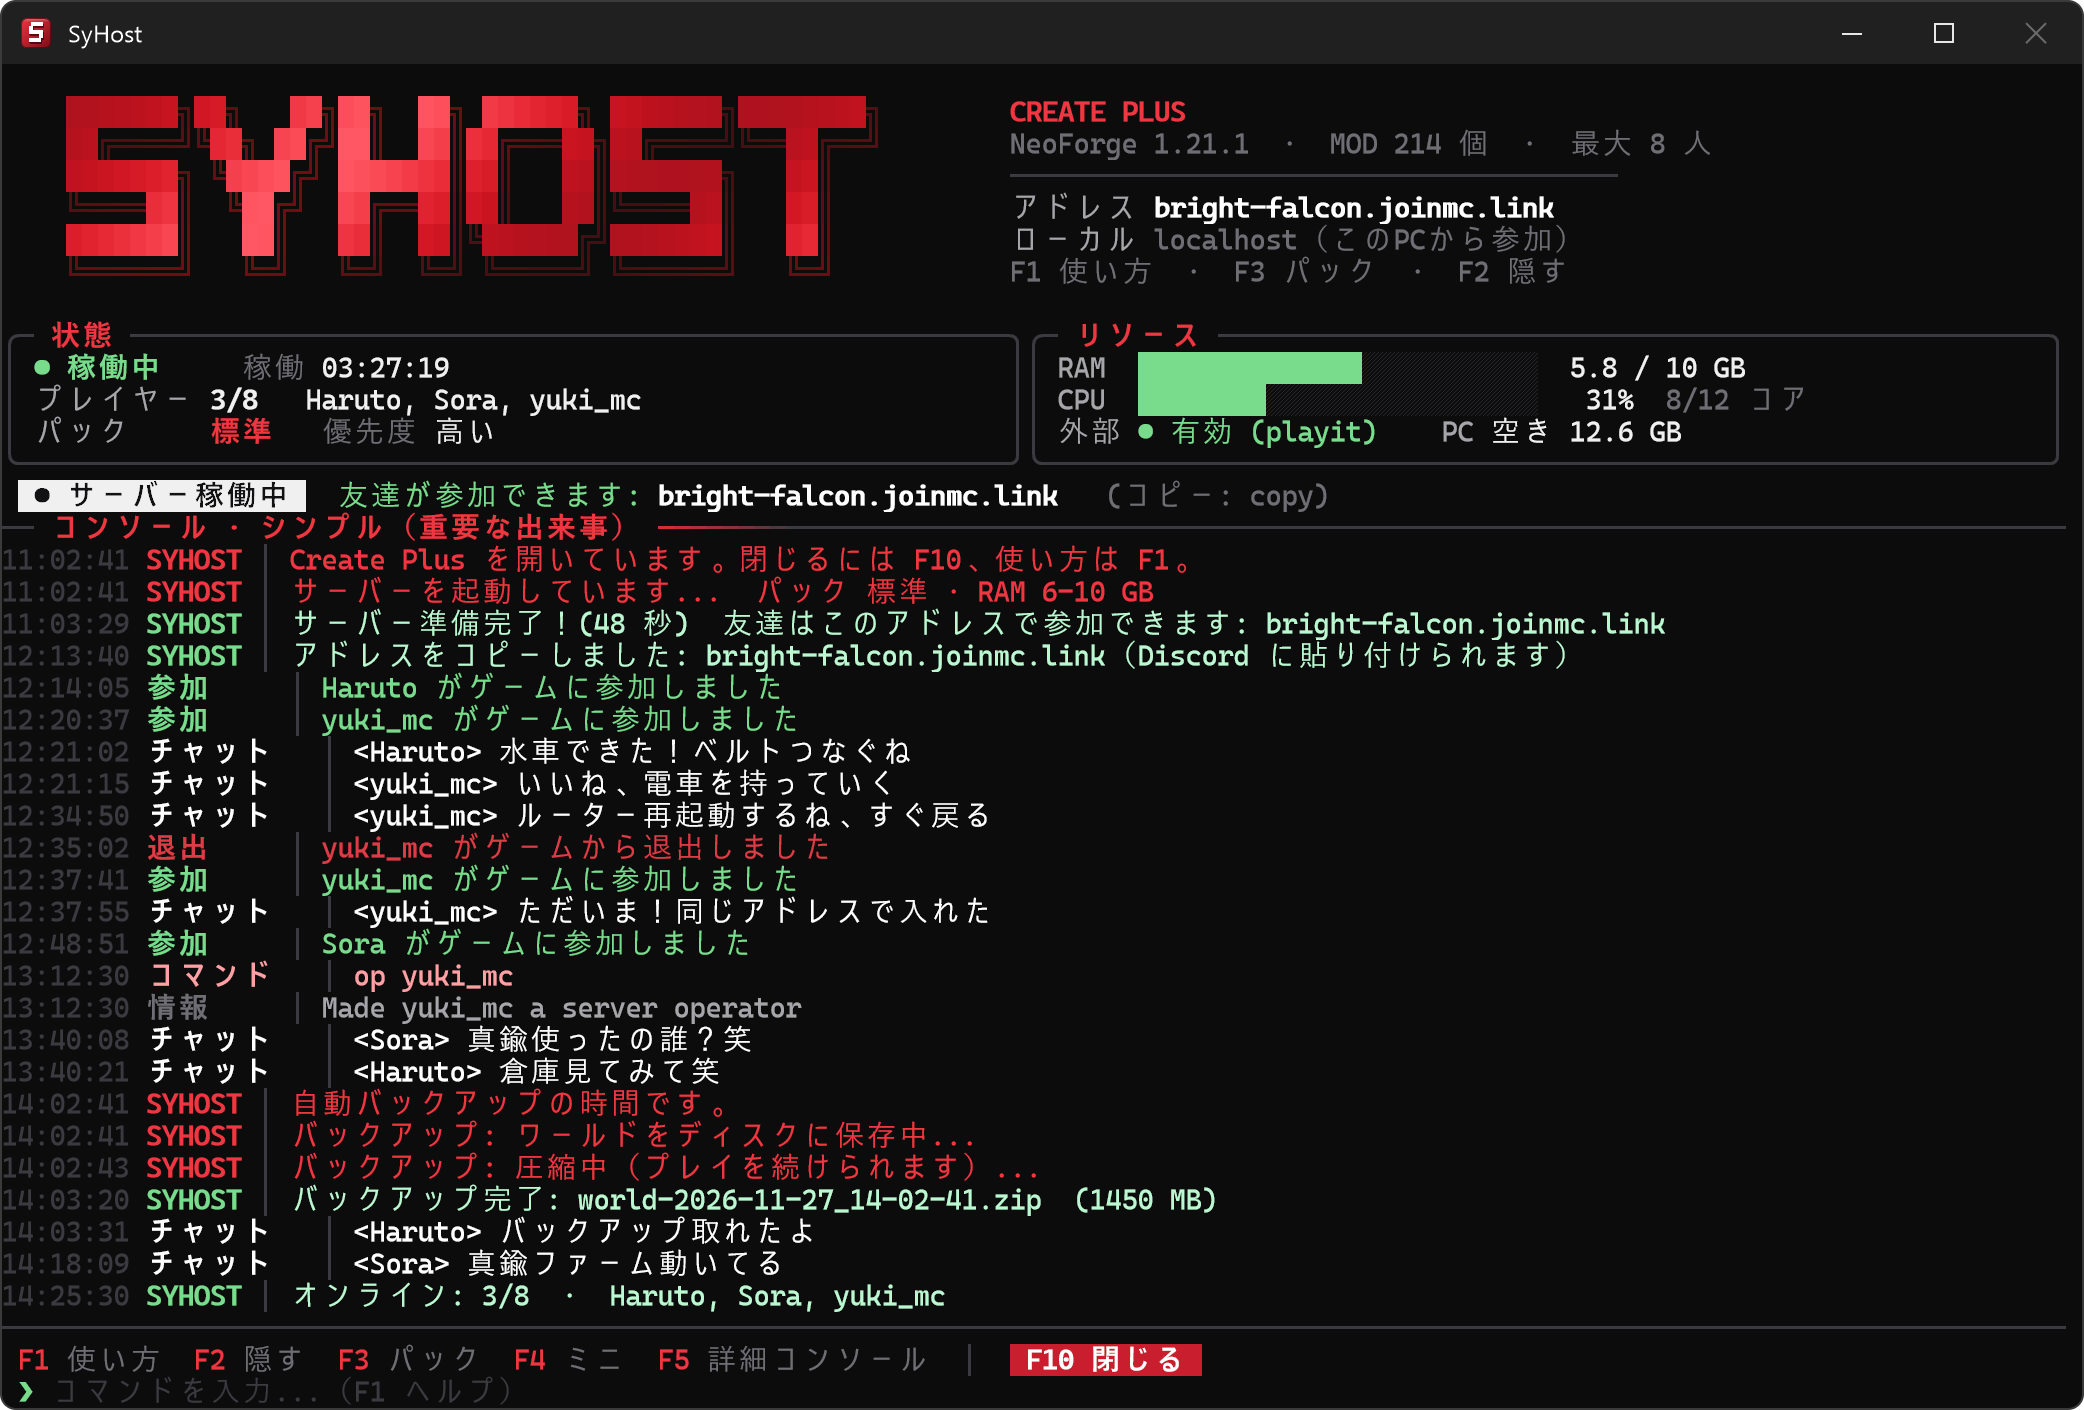 SyHost
SYHOST
CREATE PLUS
NeoForge 1.21.1 · MOD 214 個 · 最大 8 人
アドレス bright-falcon.joinmc.link
ローカル localhost（このPCから参加）
F1 使い方 · F3 パック · F2 隠す
状態
● 稼働中 稼働 03:27:19
プレイヤー 3/8 Haruto, Sora, yuki_mc
パック 標準 優先度 高い
リソース
RAM 5.8 / 10 GB
CPU 31% 8/12 コア
外部 ● 有効 (playit) PC 空き 12.6 GB
● サーバー稼働中 友達が参加できます: bright-falcon.joinmc.link (コピー: copy)
コンソール · シンプル（重要な出来事）
11:02:41 SYHOST │ Create Plus を開いています。閉じるには F10、使い方は F1。
11:02:41 SYHOST │ サーバーを起動しています... パック 標準 · RAM 6-10 GB
11:03:29 SYHOST │ サーバー準備完了！(48 秒) 友達はこのアドレスで参加できます: bright-falcon.joinmc.link
12:13:40 SYHOST │ アドレスをコピーしました: bright-falcon.joinmc.link（Discord に貼り付けられます）
12:14:05 参加 │ Haruto がゲームに参加しました
12:20:37 参加 │ yuki_mc がゲームに参加しました
12:21:02 チャット │ <Haruto> 水車できた！ベルトつなぐね
12:21:15 チャット │ <yuki_mc> いいね、電車を持っていく
12:34:50 チャット │ <yuki_mc> ルーター再起動するね、すぐ戻る
12:35:02 退出 │ yuki_mc がゲームから退出しました
12:37:41 参加 │ yuki_mc がゲームに参加しました
12:37:55 チャット │ <yuki_mc> ただいま！同じアドレスで入れた
12:48:51 参加 │ Sora がゲームに参加しました
13:12:30 コマンド │ op yuki_mc
13:12:30 情報 │ Made yuki_mc a server operator
13:40:08 チャット │ <Sora> 真鍮使ったの誰？笑
13:40:21 チャット │ <Haruto> 倉庫見てみて笑
14:02:41 SYHOST │ 自動バックアップの時間です。
14:02:41 SYHOST │ バックアップ: ワールドをディスクに保存中...
14:02:43 SYHOST │ バックアップ: 圧縮中（プレイを続けられます）...
14:03:20 SYHOST │ バックアップ完了: world-2026-11-27_14-02-41.zip (1450 MB)
14:03:31 チャット │ <Haruto> バックアップ取れたよ
14:18:09 チャット │ <Sora> 真鍮ファーム動いてる
14:25:30 SYHOST │ オンライン: 3/8 · Haruto, Sora, yuki_mc
F1 使い方 F2 隠す F3 パック F4 ミニ F5 詳細コンソール │ F10 閉じる
❯ コマンドを入力...（F1 ヘルプ）